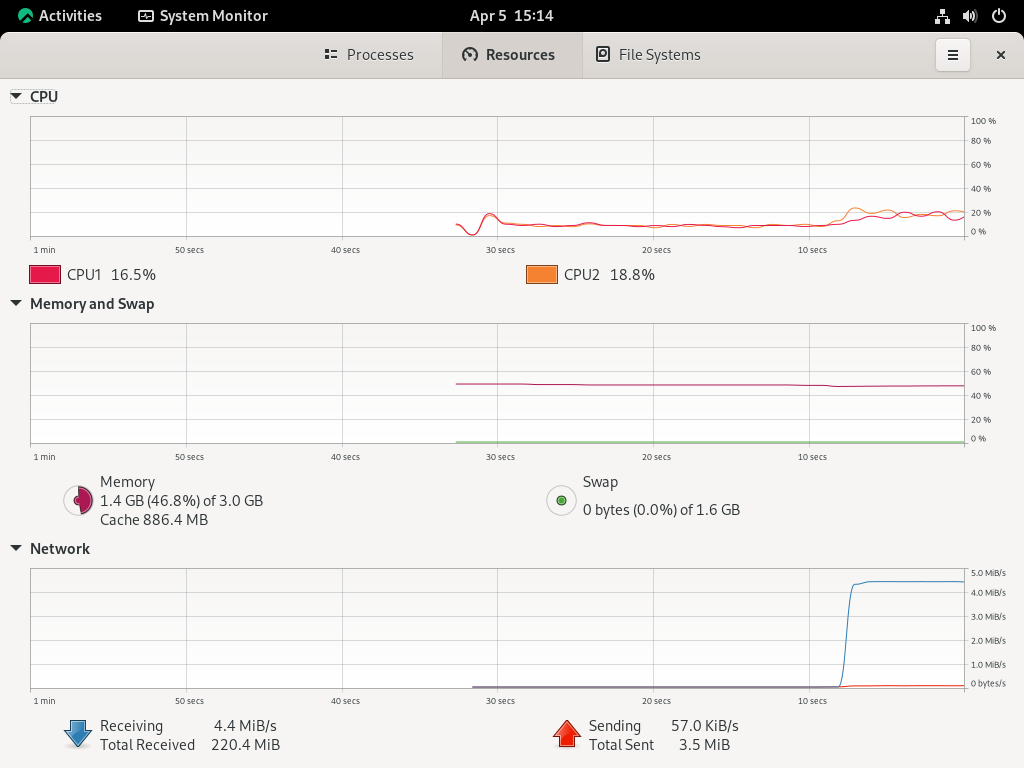 Activities System Monitor Apr 5 15:14
Processes Resources File Systems
CPU
100 %
80 %
60 %
40 %
20 %
0 %
1 min 50 secs 40 secs 30 secs 20 secs 10 secs
CPU1 16.5% CPU2 18.8%
Memory and Swap
100 %
80 %
60 %
40 %
20 %
0 %
1 min 50 secs 40 secs 30 secs 20 secs 10 secs
Memory
1.4 GB (46.8%) of 3.0 GB
Cache 886.4 MB
Swap
0 bytes (0.0%) of 1.6 GB
Network
5.0 MiB/s
4.0 MiB/s
3.0 MiB/s
2.0 MiB/s
1.0 MiB/s
0 bytes/s
1 min 50 secs 40 secs 30 secs 20 secs 10 secs
Receiving 4.4 MiB/s
Total Received 220.4 MiB
Sending 57.0 KiB/s
Total Sent 3.5 MiB